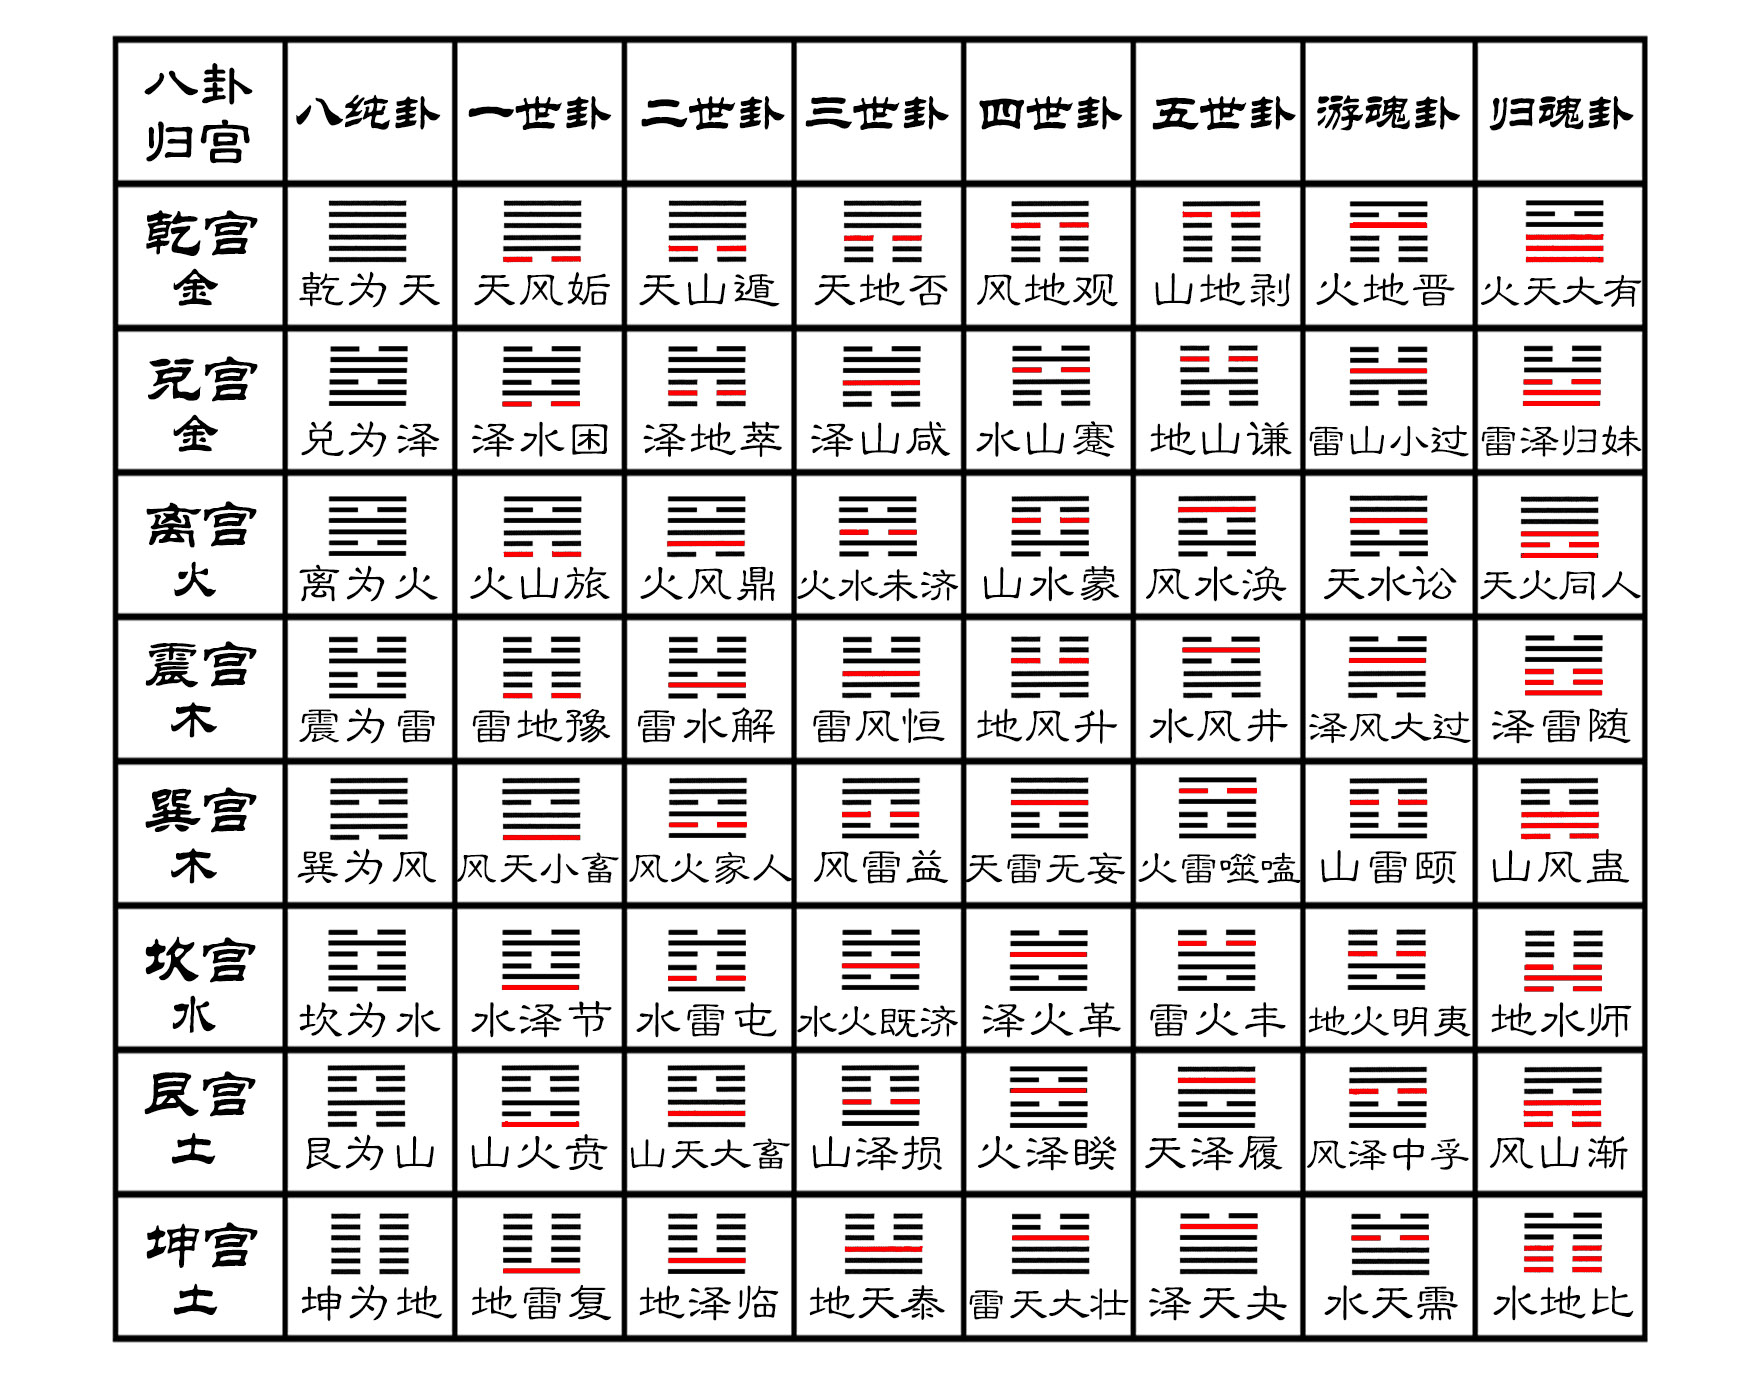 八卦
归宫
八纯卦 一世卦 二世卦 三世卦 四世卦 五世卦 游魂卦 归魂卦
乾宫
金
乾为天 天风姤 天山遁 天地否 风地观 山地剥 火地晋 火天大有
兑宫
金
兑为泽 泽水困 泽地萃 泽山咸 水山蹇 地山谦 雷山小过 雷泽归妹
离宫
火
离为火 火山旅 火风鼎 火水未济 山水蒙 风水涣 天水讼 天火同人
震宫
木
震为雷 雷地豫 雷水解 雷风恒 地风升 水风井 泽风大过 泽雷随
巽宫
木
巽为风 风天小畜 风火家人 风雷益 天雷无妄 火雷噬嗑 山雷颐 山风蛊
坎宫
水
坎为水 水泽节 水雷屯 水火既济 泽火革 雷火丰 地火明夷 地水师
艮宫
土
艮为山 山火贲 山天大畜 山泽损 火泽睽 天泽履 风泽中孚 风山渐
坤宫
土
坤为地 地雷复 地泽临 地天泰 雷天大壮 泽天夬 水天需 水地比